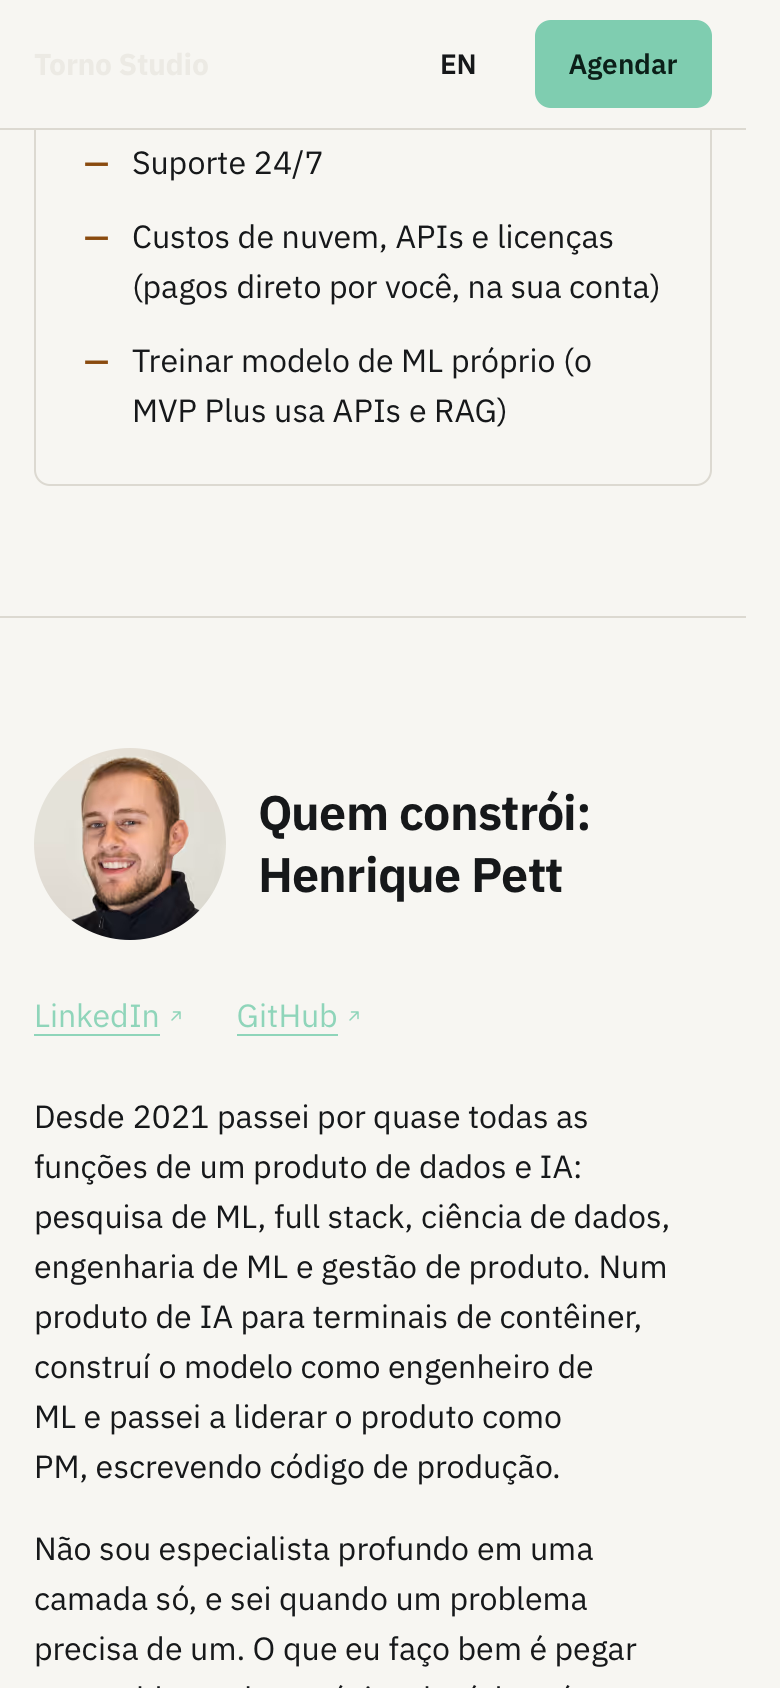 Torno Studio
EN
Agendar
— Suporte 24/7
— Custos de nuvem, APIs e licenças
(pagos direto por você, na sua conta)
— Treinar modelo de ML próprio (o
MVP Plus usa APIs e RAG)
Quem constrói:
Henrique Pett
LinkedIn ↗ GitHub ↗
Desde 2021 passei por quase todas as
funções de um produto de dados e IA:
pesquisa de ML, full stack, ciência de dados,
engenharia de ML e gestão de produto. Num
produto de IA para terminais de contêiner,
construí o modelo como engenheiro de
ML e passei a liderar o produto como
PM, escrevendo código de produção.
Não sou especialista profundo em uma
camada só, e sei quando um problema
precisa de um. O que eu faço bem é pegar